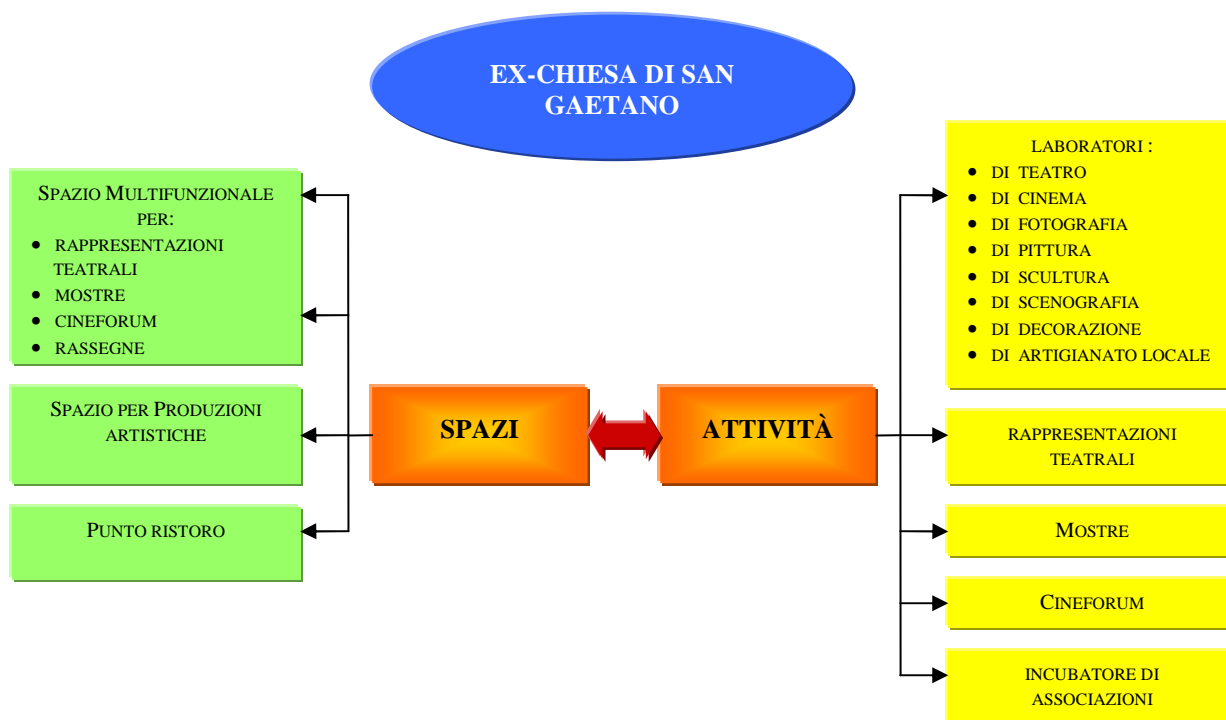 EX-CHIESA DI SAN
GAETANO
SPAZIO MULTIFUNZIONALE
PER:
• RAPPRESENTAZIONI
TEATRALI
• MOSTRE
• CINEFORUM
• RASSEGNE
SPAZIO PER PRODUZIONI
ARTISTICHE
PUNTO RISTORO
SPAZI
ATTIVITÀ
LABORATORI :
• DI TEATRO
• DI CINEMA
• DI FOTOGRAFIA
• DI PITTURA
• DI SCULTURA
• DI SCENOGRAFIA
• DI DECORAZIONE
• DI ARTIGIANATO LOCALE
RAPPRESENTAZIONI
TEATRALI
MOSTRE
CINEFORUM
INCUBATORE DI
ASSOCIAZIONI